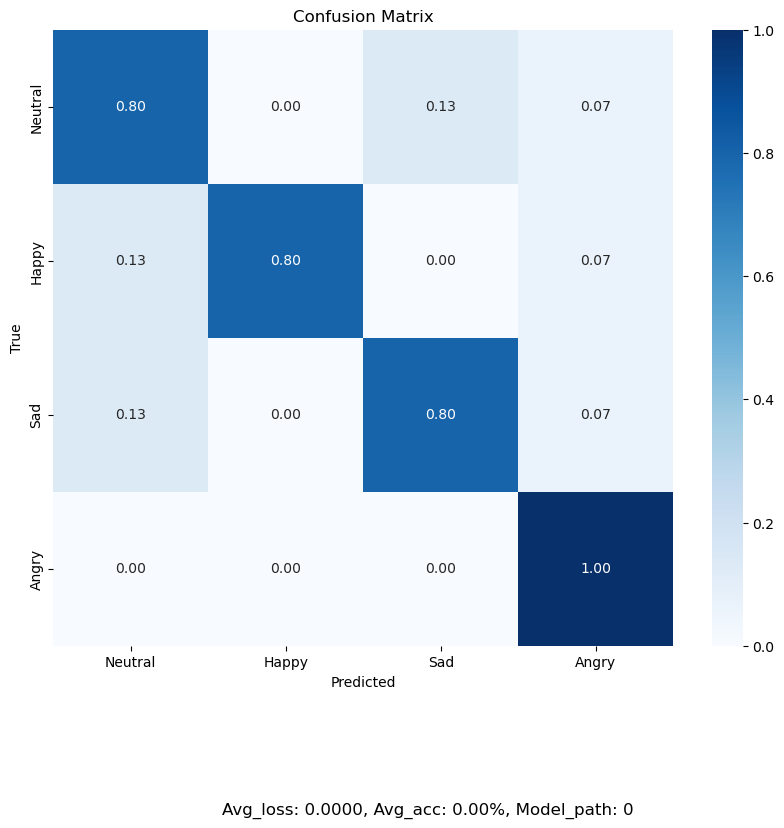 Confusion Matrix
Neutral 0.80 0.00 0.13 0.07
Happy 0.13 0.80 0.00 0.07
Sad 0.13 0.00 0.80 0.07
Angry 0.00 0.00 0.00 1.00
True
Neutral Happy Sad Angry
Predicted
1.0
0.8
0.6
0.4
0.2
0.0
Avg_loss: 0.0000, Avg_acc: 0.00%, Model_path: 0